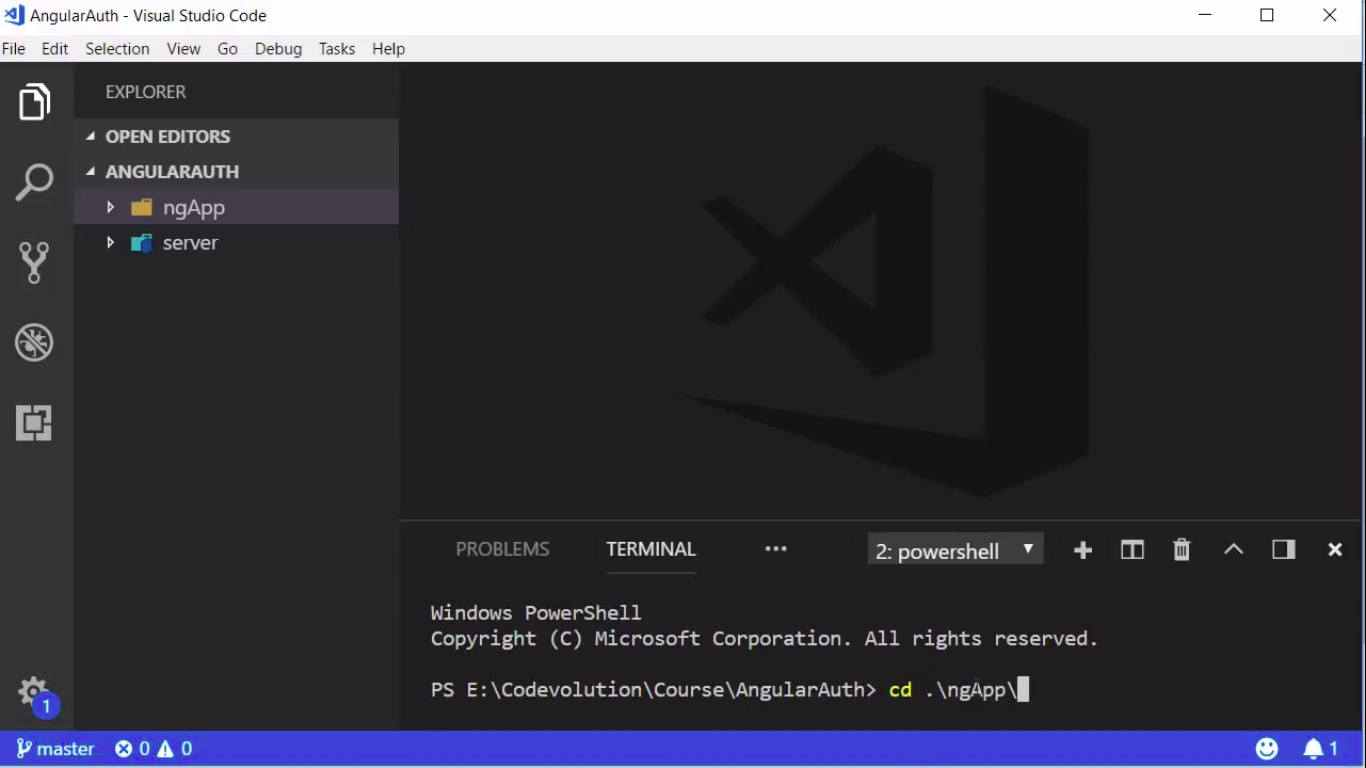 AngularAuth - Visual Studio Code
File Edit Selection View Go Debug Tasks Help
EXPLORER
OPEN EDITORS
ANGULARAUTH
ngApp
server
PROBLEMS TERMINAL ••• 2: powershell
Windows PowerShell
Copyright (C) Microsoft Corporation. All rights reserved.
PS E:\Codevolution\Course\AngularAuth> cd .\ngApp\
1
master 0 0 1